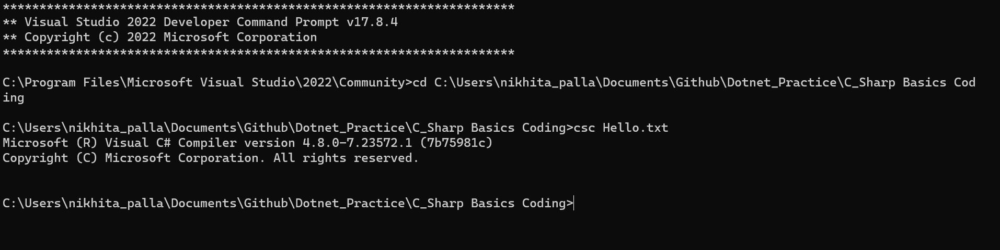 **********************************************************************
** Visual Studio 2022 Developer Command Prompt v17.8.4
** Copyright (c) 2022 Microsoft Corporation
**********************************************************************
C:\Program Files\Microsoft Visual Studio\2022\Community>cd C:\Users\nikhita_palla\Documents\Github\Dotnet_Practice\C_Sharp Basics Cod
ing
C:\Users\nikhita_palla\Documents\Github\Dotnet_Practice\C_Sharp Basics Coding>csc Hello.txt
Microsoft (R) Visual C# Compiler version 4.8.0-7.23572.1 (7b75981c)
Copyright (C) Microsoft Corporation. All rights reserved.
C:\Users\nikhita_palla\Documents\Github\Dotnet_Practice\C_Sharp Basics Coding>